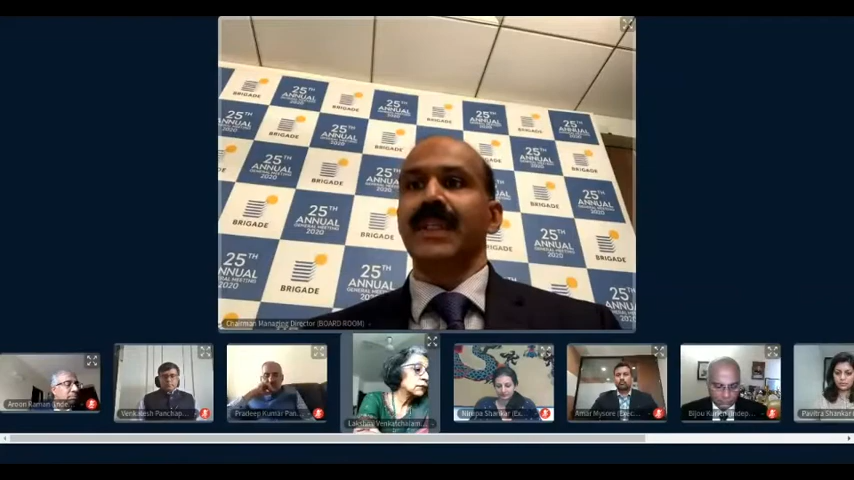 25TH
ANNUAL
GENERAL MEETING
2020
BRIGADE
Chairman Managing Director (BOARD ROOM)
Aroon Raman (Inde...
Venkatesh Panchap...
Pradeep Kumar Pan...
Lakshmi Venkatachalam...
Nirupa Shankar (Ex...
Amar Mysore (Exec...
Bijou Kurien (Indep...
Pavitra Shankar (